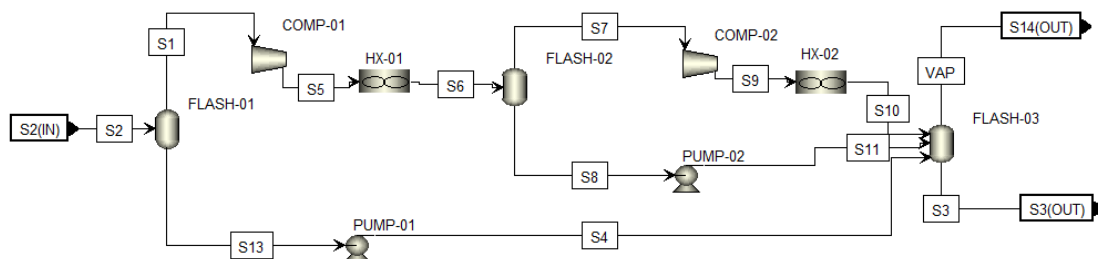 S1
COMP-01
HX-01
S5
S6
S7
FLASH-02
COMP-02
S9
HX-02
S10
S14(OUT)
VAP
FLASH-01
FLASH-03
S2(IN)
S2
S11
PUMP-02
S8
S3
S3(OUT)
PUMP-01
S13
S4